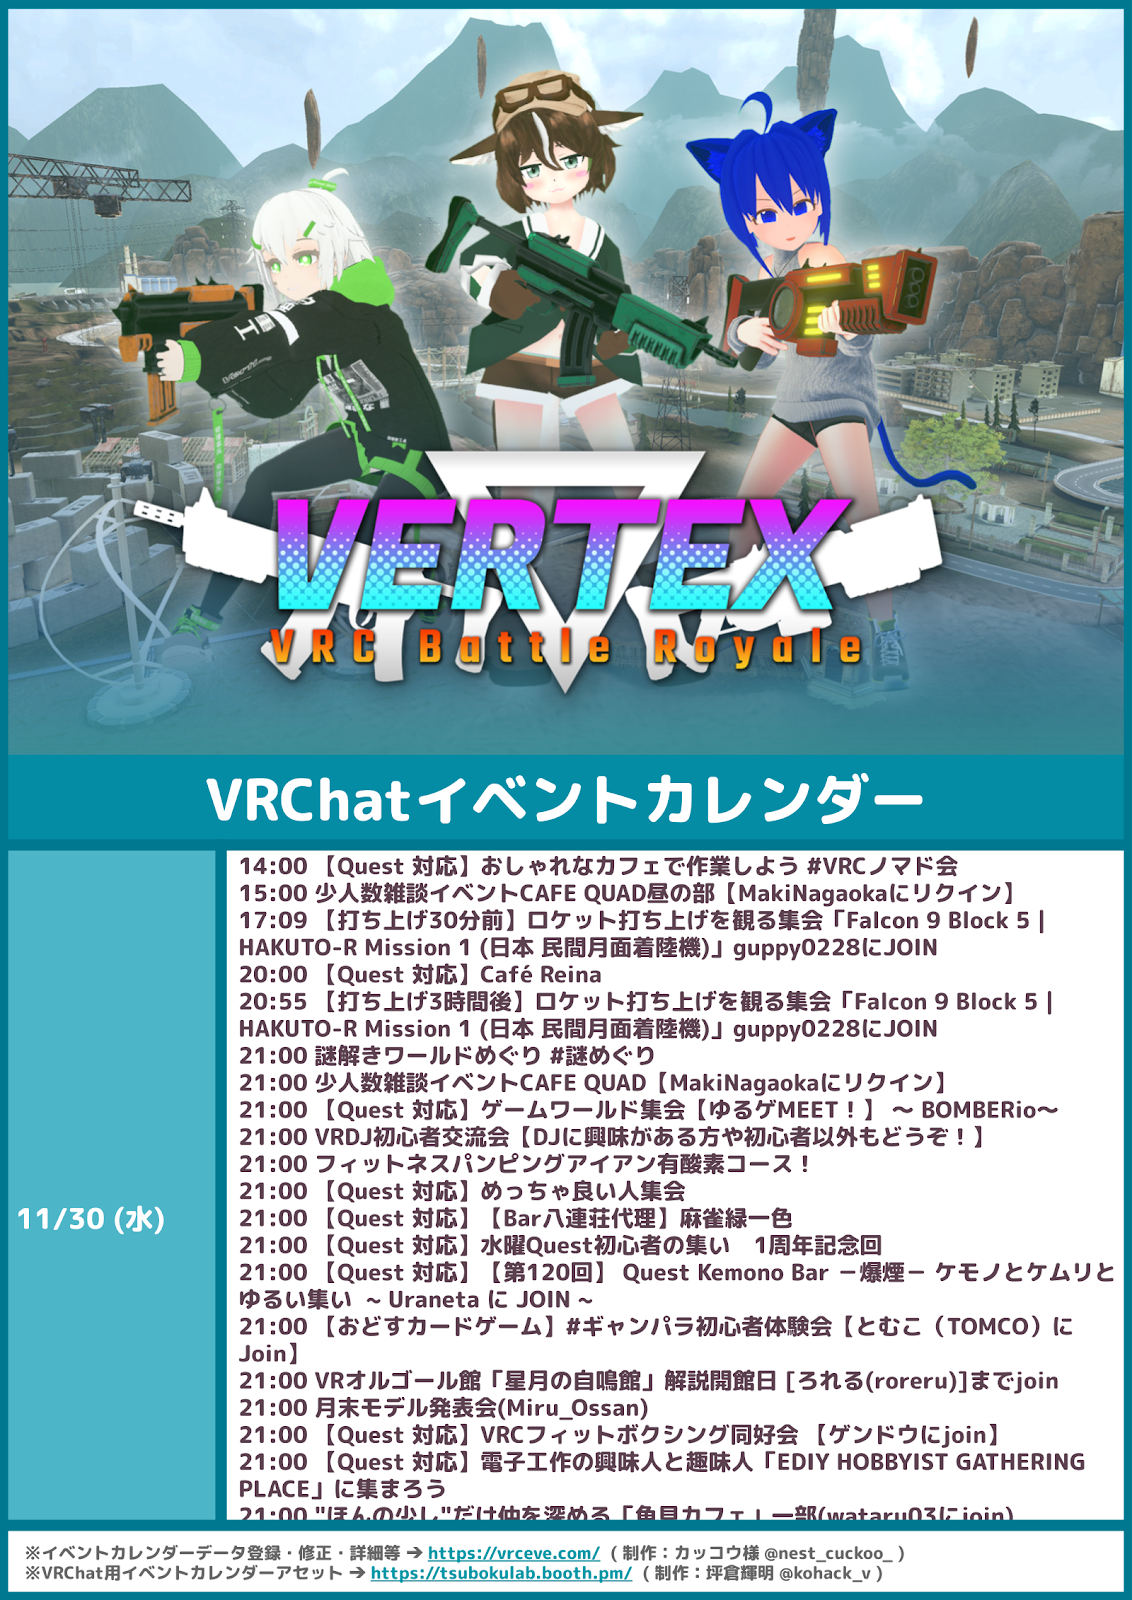 VERTEX
VRC Battle Royale
VRChatイベントカレンダー
11/30 (水)
14:00 【Quest 対応】おしゃれなカフェで作業しよう #VRCノマド会
15:00 少人数雑談イベントCAFE QUAD昼の部【MakiNagaokaにリクイン】
17:09 【打ち上げ30分前】ロケット打ち上げを観る集会「Falcon 9 Block 5 |
HAKUTO-R Mission 1 (日本 民間月面着陸機)」guppy0228にJOIN
20:00 【Quest 対応】Café Reina
20:55 【打ち上げ3時間後】ロケット打ち上げを観る集会「Falcon 9 Block 5 |
HAKUTO-R Mission 1 (日本 民間月面着陸機)」guppy0228にJOIN
21:00 謎解きワールドめぐり #謎めぐり
21:00 少人数雑談イベントCAFE QUAD【MakiNagaokaにリクイン】
21:00 【Quest 対応】ゲームワールド集会【ゆるゲMEET！】 ～ BOMBERio～
21:00 VRDJ初心者交流会【DJに興味がある方や初心者以外もどうぞ！】
21:00 フィットネスパンピングアイアン有酸素コース！
21:00 【Quest 対応】めっちゃ良い人集会
21:00 【Quest 対応】【Bar八連荘代理】麻雀緑一色
21:00 【Quest 対応】水曜Quest初心者の集い　1周年記念回
21:00 【Quest 対応】【第120回】 Quest Kemono Bar －爆煙－ ケモノとケムリと
ゆるい集い ~ Uraneta に JOIN ~
21:00 【おどすカードゲーム】#ギャンパラ初心者体験会【とむこ（TOMCO）に
Join】
21:00 VRオルゴール館「星月の自鳴館」解説開館日 [ろれる(roreru)]までjoin
21:00 月末モデル発表会(Miru_Ossan)
21:00 【Quest 対応】VRCフィットボクシング同好会 【ゲンドウにjoin】
21:00 【Quest 対応】電子工作の興味人と趣味人「EDIY HOBBYIST GATHERING
PLACE」に集まろう
21:00 "ほんの少し"だけ仲を深める「魚見カフェ」一部(wataru03にjoin)
※イベントカレンダーデータ登録・修正・詳細等 → https://vrceve.com/ ( 制作：カッコウ様 @nest_cuckoo_ )
※VRChat用イベントカレンダーアセット → https://tsubokulab.booth.pm/ ( 制作：坪倉輝明 @kohack_v )